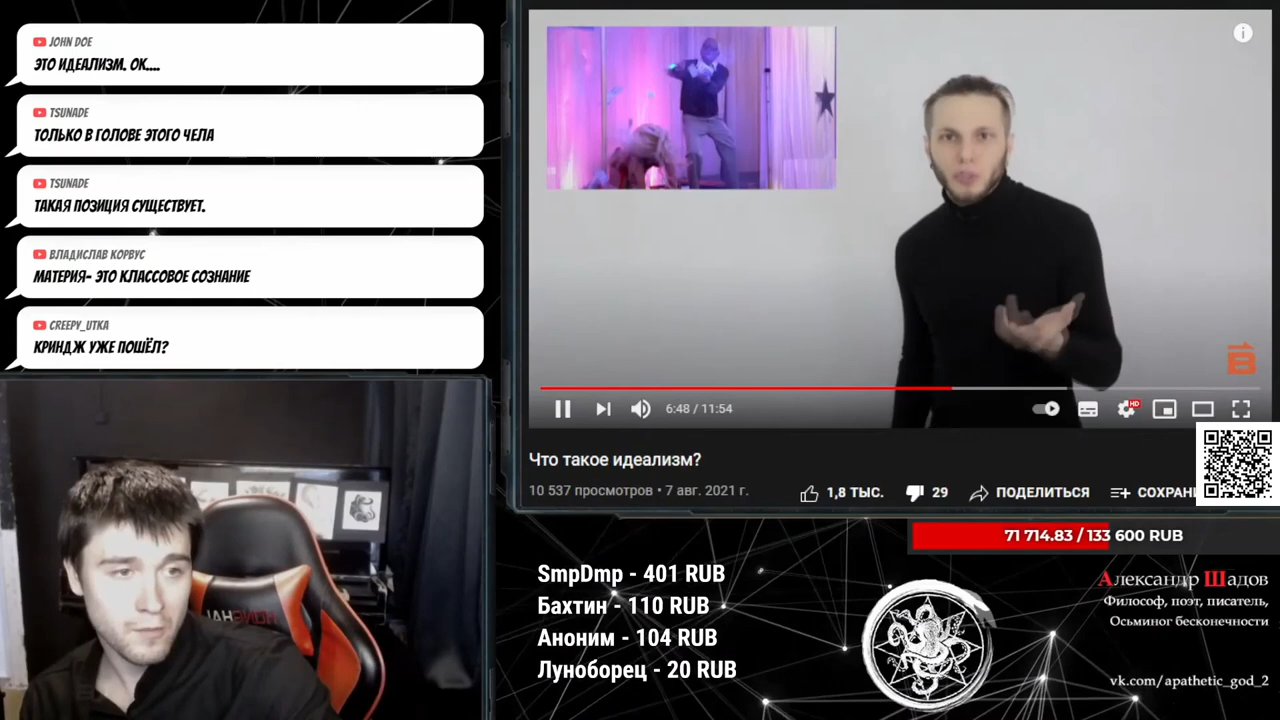 JOHN DOE
ЭТО ИДЕАЛИЗМ. ОК....
TSUNADE
ТОЛЬКО В ГОЛОВЕ ЭТОГО ЧЕЛА
TSUNADE
ТАКАЯ ПОЗИЦИЯ СУЩЕСТВУЕТ.
ВЛАДИСЛАВ КОРВУС
МАТЕРИЯ- ЭТО КЛАССОВОЕ СОЗНАНИЕ
CREEPY_UTKA
КРИНДЖ УЖЕ ПОШЁЛ?
6:48 / 11:54
HD
Что такое идеализм?
10 537 просмотров • 7 авг. 2021 г.
1,8 ТЫС.
29
ПОДЕЛИТЬСЯ
71 714.83 / 133 600 RUB
SmpDmp - 401 RUB
Бахтин - 110 RUB
Аноним - 104 RUB
Луноборец - 20 RUB
Александр Шадов
Философ, поэт, писатель,
Осьминог бесконечности
vk.com/apathetic_god_2